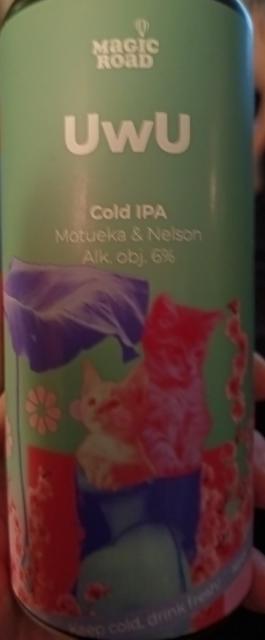 MAGIC
ROAD
UwU
Cold IPA
Motueka & Nelson
Alk. obj. 6%
Keep cold, drink fresh